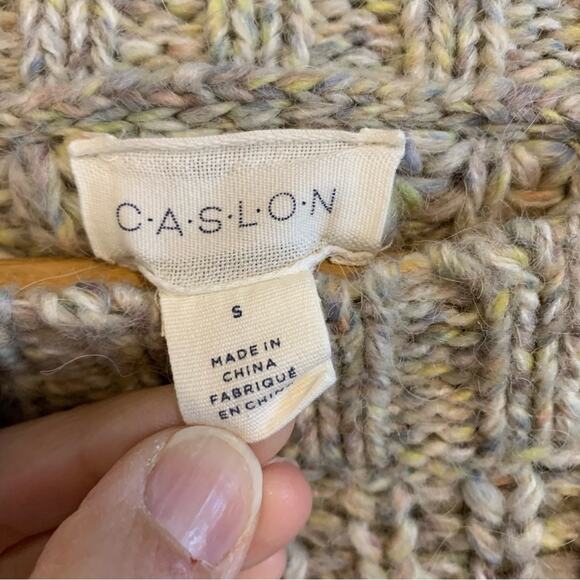 C·A·S·L·O·N
S
MADE IN
CHINA
FABRIQUÉ
EN CHINE